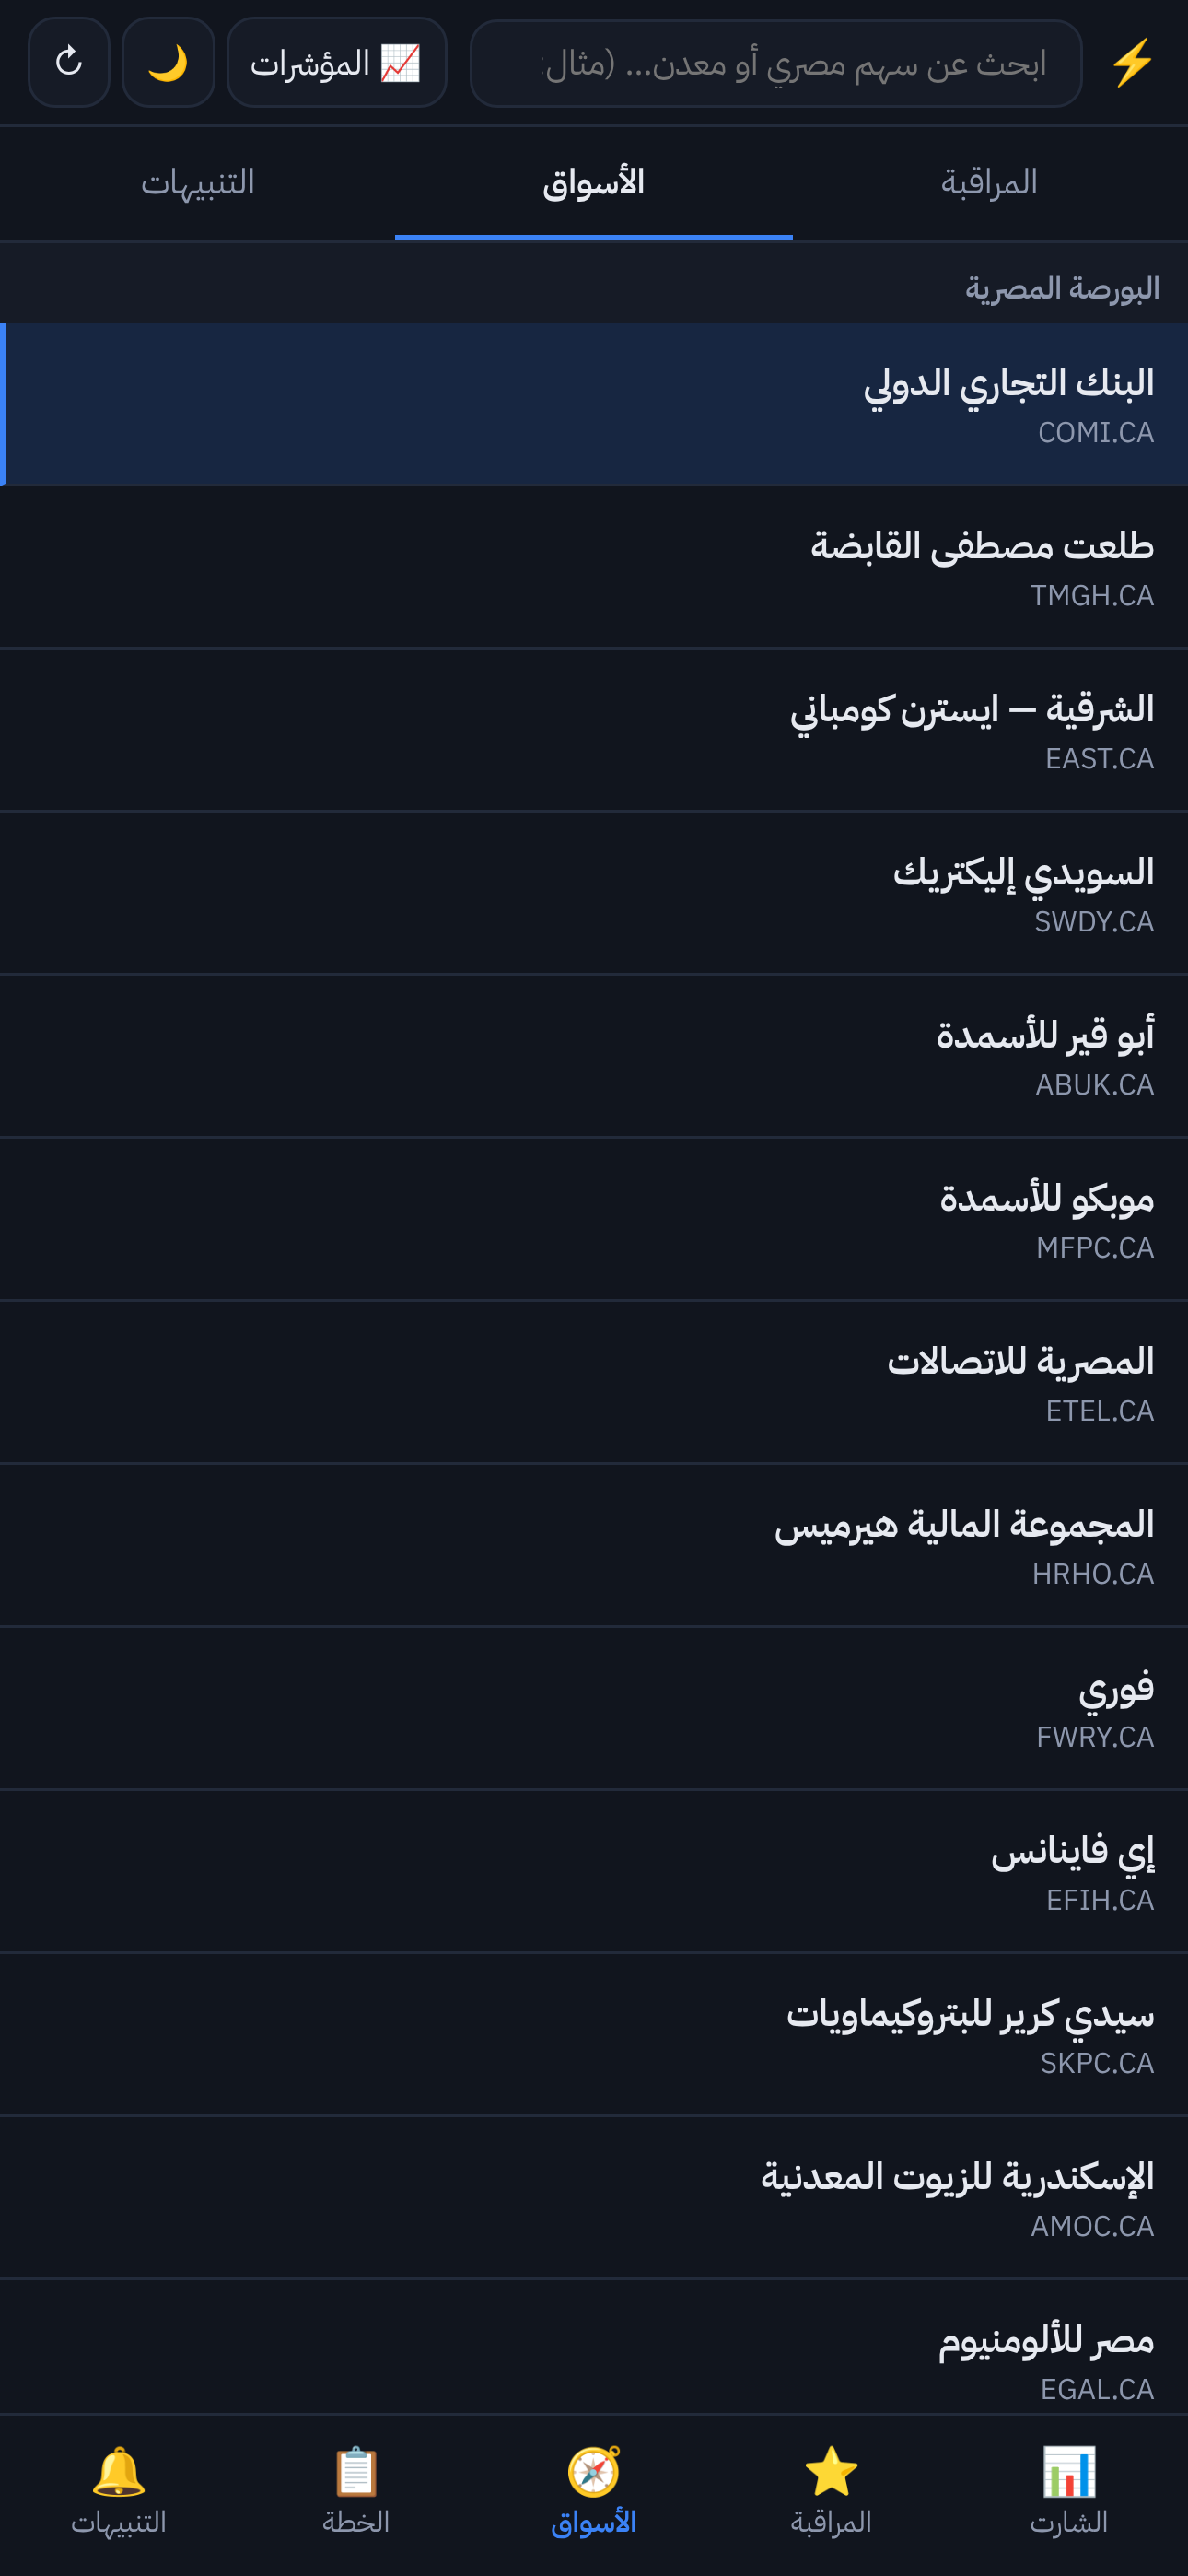 ابحث عن سهم مصري أو معدن... (مثال:
المؤشرات
المراقبة
الأسواق
التنبيهات
البورصة المصرية
البنك التجاري الدولي
COMI.CA
طلعت مصطفى القابضة
TMGH.CA
الشرقية — ايسترن كومباني
EAST.CA
السويدي إليكتريك
SWDY.CA
أبو قير للأسمدة
ABUK.CA
موبكو للأسمدة
MFPC.CA
المصرية للاتصالات
ETEL.CA
المجموعة المالية هيرميس
HRHO.CA
فوري
FWRY.CA
إي فاينانس
EFIH.CA
سيدي كرير للبتروكيماويات
SKPC.CA
الإسكندرية للزيوت المعدنية
AMOC.CA
مصر للألومنيوم
EGAL.CA
الشارت
المراقبة
الأسواق
الخطة
التنبيهات